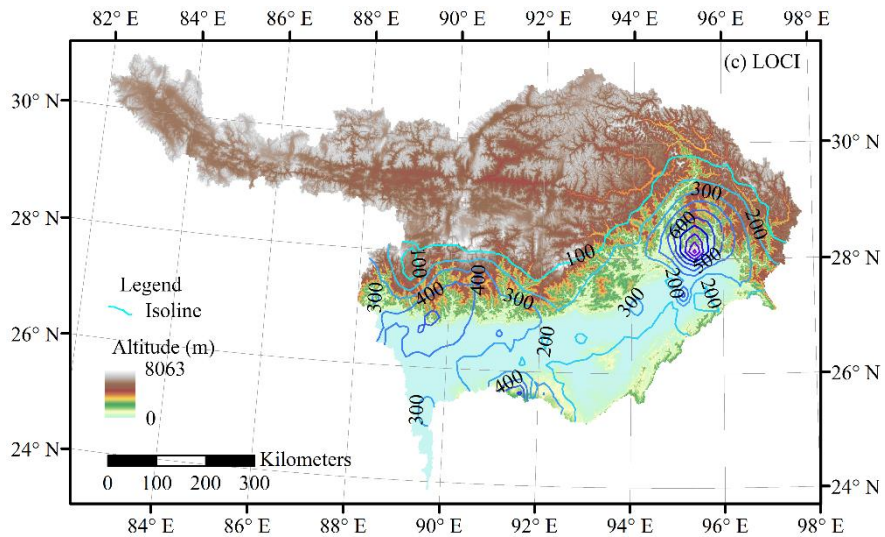 82° E 84° E 86° E 88° E 90° E 92° E 94° E 96° E 98° E
(c) LOCI
30° N
30° N
300
600
200
28° N
500
28° N
100
100
400
200
200
Legend
300
400
300
300
Isoline
26° N
200
Altitude (m)
8063
400
26° N
0
300
24° N
Kilometers
0 100 200 300
24° N
84° E 86° E 88° E 90° E 92° E 94° E 96° E 98° E